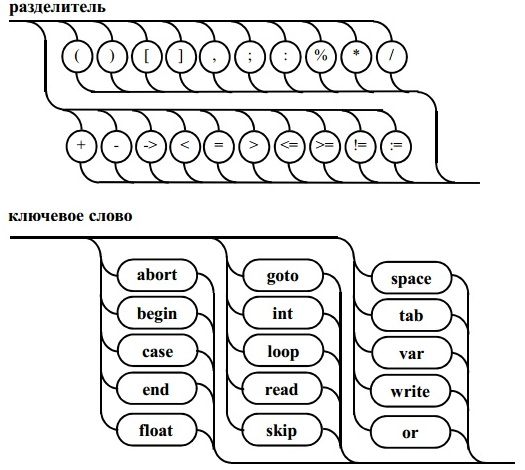 разделитель
( ) [ ] , ; : % * /
+ - -> < = > <= >= != :=
ключевое слово
abort goto space
begin int tab
case loop var
end read write
float skip or